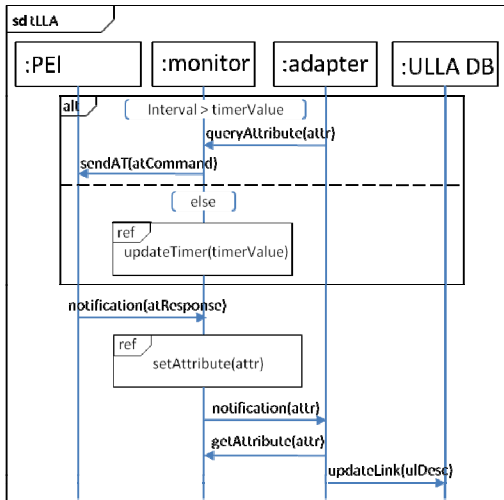 sd tLLA
:PEI
:monitor
:adapter
:ULLA DB
alt
[ Interval > timerValue ]
queryAttribute(attr)
sendAT(atCommand)
[ else ]
ref
updateTimer(timerValue)
notification(atResponse)
ref
setAttribute(attr)
notification(attr)
getAttribute(attr)
updateLink(ulDesc)